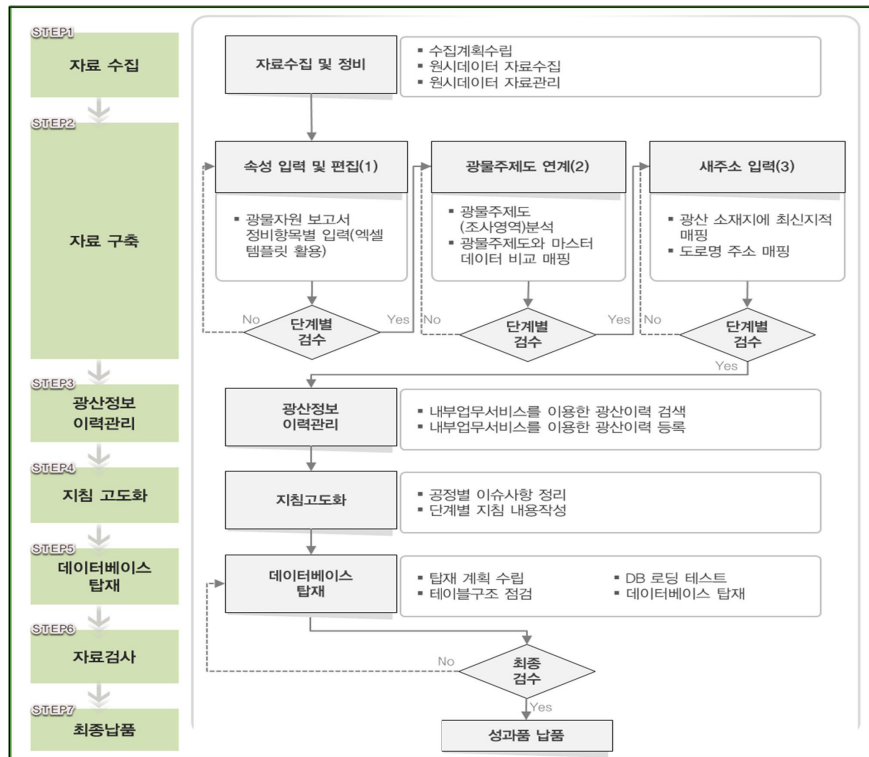 STEP1
자료 수집
자료수집 및 정비
▪ 수집계획수립
▪ 원시데이터 자료수집
▪ 원시데이터 자료관리
STEP2
자료 구축
속성 입력 및 편집(1)
▪ 광물자원 보고서
정비항목별 입력(엑셀
템플릿 활용)
No
단계별
검수
Yes
광물주제도 연계(2)
▪ 광물주제도
(조사영역)분석
▪ 광물주제도와 마스터
데이터 비교 매핑
No
단계별
검수
Yes
새주소 입력(3)
▪ 광산 소재지에 최신지적
매핑
▪ 도로명 주소 매핑
No
단계별
검수
Yes
STEP3
광산정보
이력관리
광산정보
이력관리
▪ 내부업무서비스를 이용한 광산이력 검색
▪ 내부업무서비스를 이용한 광산이력 등록
STEP4
지침 고도화
지침고도화
▪ 공정별 이슈사항 정리
▪ 단계별 지침 내용작성
STEP5
데이터베이스
탑재
데이터베이스
탑재
▪ 탑재 계획 수립
▪ 테이블구조 점검
▪ DB 로딩 테스트
▪ 데이터베이스 탑재
STEP6
자료검사
No
최종
검수
Yes
STEP7
최종납품
성과품 납품